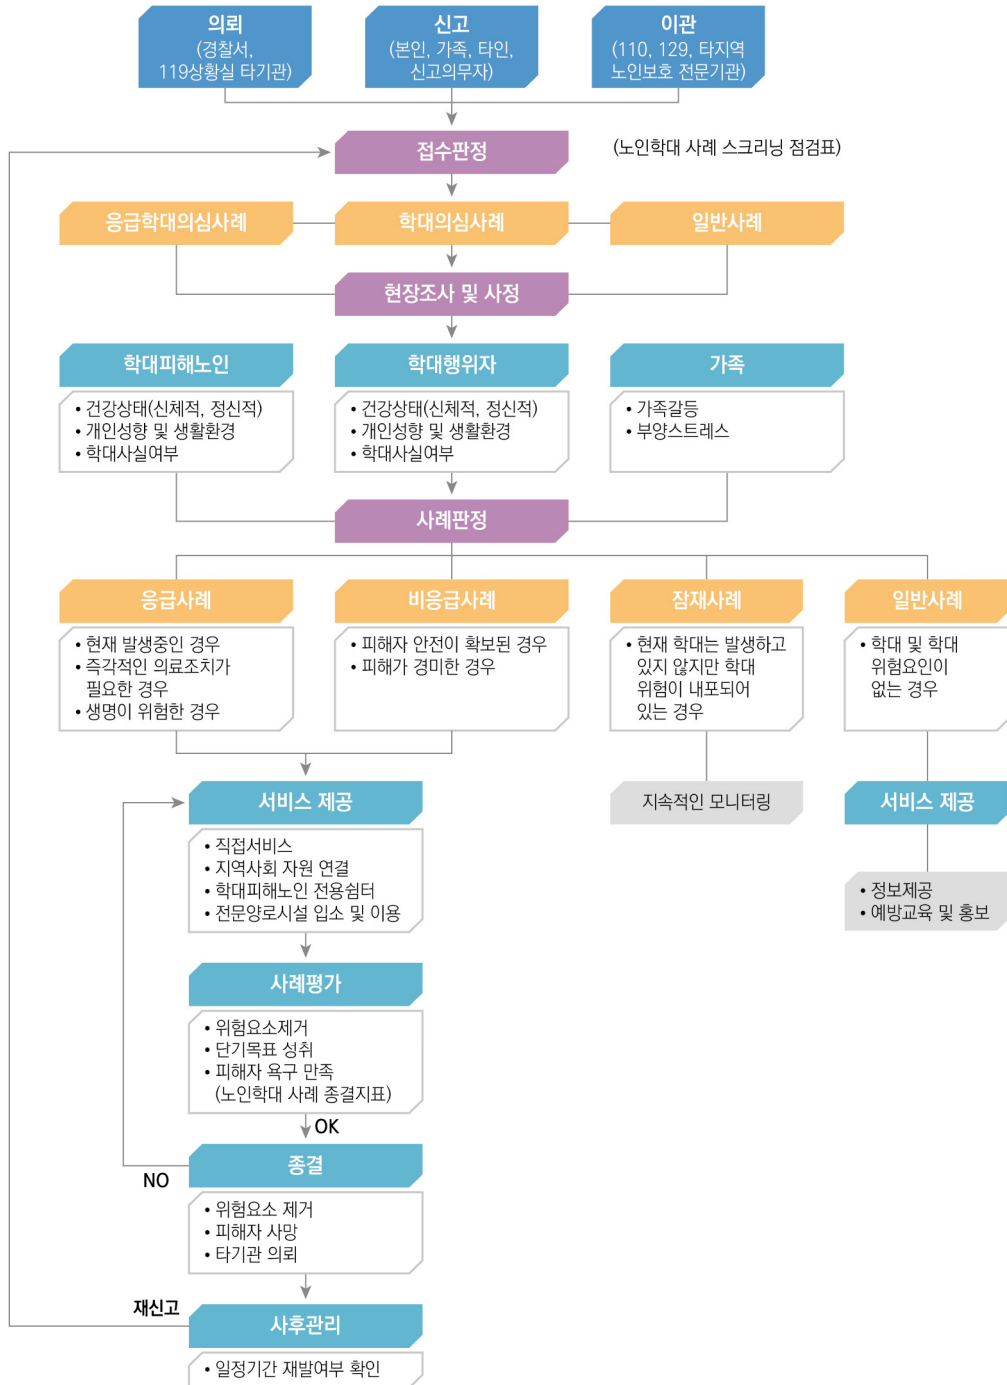 의뢰
(경찰서,
119상황실 타기관)
신고
(본인, 가족, 타인,
신고의무자)
이관
(110, 129, 타지역
노인보호 전문기관)
접수판정
(노인학대 사례 스크리닝 점검표)
응급학대의심사례
학대의심사례
일반사례
현장조사 및 사정
학대피해노인
• 건강상태(신체적, 정신적)
• 개인성향 및 생활환경
• 학대사실여부
학대행위자
• 건강상태(신체적, 정신적)
• 개인성향 및 생활환경
• 학대사실여부
가족
• 가족갈등
• 부양스트레스
사례판정
응급사례
• 현재 발생중인 경우
• 즉각적인 의료조치가
필요한 경우
• 생명이 위험한 경우
비응급사례
• 피해자 안전이 확보된 경우
• 피해가 경미한 경우
잠재사례
• 현재 학대는 발생하고
있지 않지만 학대
위험이 내포되어
있는 경우
일반사례
• 학대 및 학대
위험요인이
없는 경우
서비스 제공
• 직접서비스
• 지역사회 자원 연결
• 학대피해노인 전용쉼터
• 전문양로시설 입소 및 이용
지속적인 모니터링
서비스 제공
• 정보제공
• 예방교육 및 홍보
사례평가
• 위험요소제거
• 단기목표 성취
• 피해자 욕구 만족
(노인학대 사례 종결지표)
OK
종결
NO
• 위험요소 제거
• 피해자 사망
• 타기관 의뢰
재신고
사후관리
• 일정기간 재발여부 확인